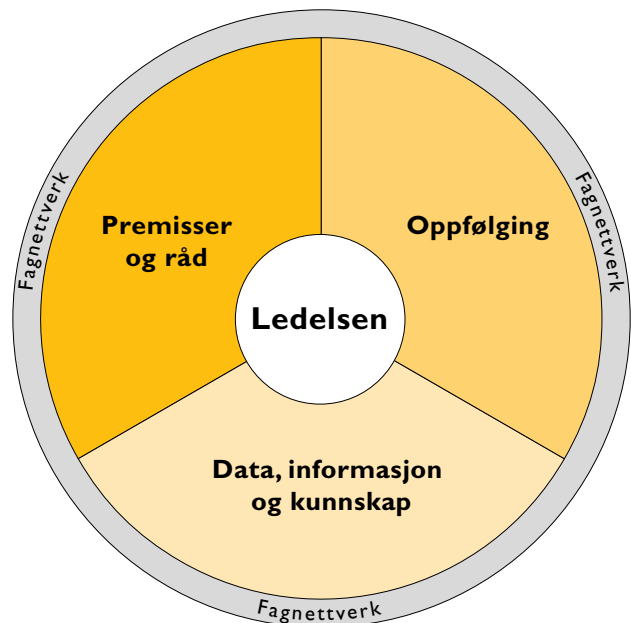 Fagnettverk
Fagnettverk
Premisser
og råd
Oppfølging
Ledelsen
Data, informasjon
og kunnskap
Fagnettverk